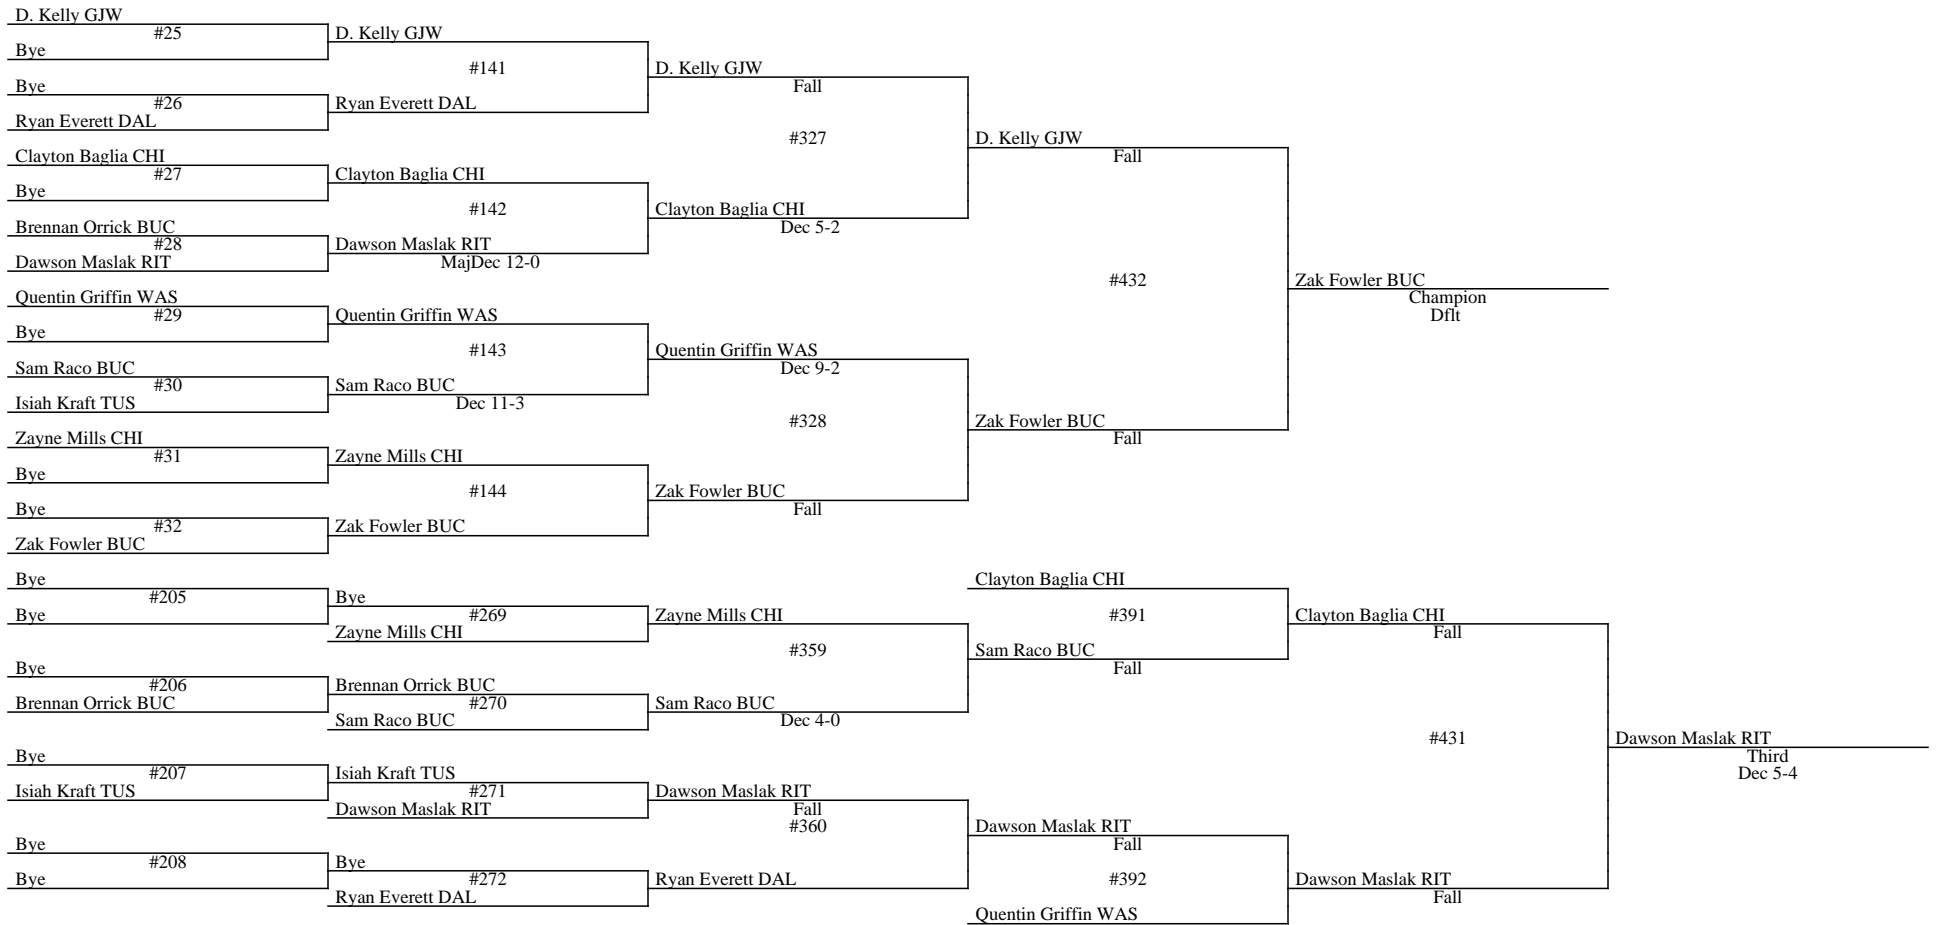 D. Kelly GJW
#25
Bye
D. Kelly GJW
#141
Bye
#26
Ryan Everett DAL
Ryan Everett DAL
D. Kelly GJW
Fall
#327
Clayton Baglia CHI
#27
Bye
Clayton Baglia CHI
#142
Brennan Orrick BUC
#28
Dawson Maslak RIT
Dawson Maslak RIT
MajDec 12-0
Clayton Baglia CHI
Dec 5-2
D. Kelly GJW
Fall
#432
Quentin Griffin WAS
#29
Bye
Quentin Griffin WAS
#143
Sam Raco BUC
#30
Isiah Kraft TUS
Sam Raco BUC
Dec 11-3
Quentin Griffin WAS
Dec 9-2
#328
Zayne Mills CHI
#31
Bye
Zayne Mills CHI
#144
Bye
#32
Zak Fowler BUC
Zak Fowler BUC
Zak Fowler BUC
Fall
Zak Fowler BUC
Fall
Zak Fowler BUC
Champion
Dflt
Bye
#205
Bye
Bye
#269
Zayne Mills CHI
Zayne Mills CHI
#359
Bye
#206
Brennan Orrick BUC
Brennan Orrick BUC
#270
Sam Raco BUC
Sam Raco BUC
Dec 4-0
Clayton Baglia CHI
#391
Sam Raco BUC
Fall
Clayton Baglia CHI
Fall
#431
Bye
#207
Isiah Kraft TUS
Isiah Kraft TUS
#271
Dawson Maslak RIT
Dawson Maslak RIT
Fall
#360
Bye
#208
Bye
Bye
#272
Ryan Everett DAL
Ryan Everett DAL
Dawson Maslak RIT
Fall
#392
Quentin Griffin WAS
Dawson Maslak RIT
Fall
Dawson Maslak RIT
Third
Dec 5-4